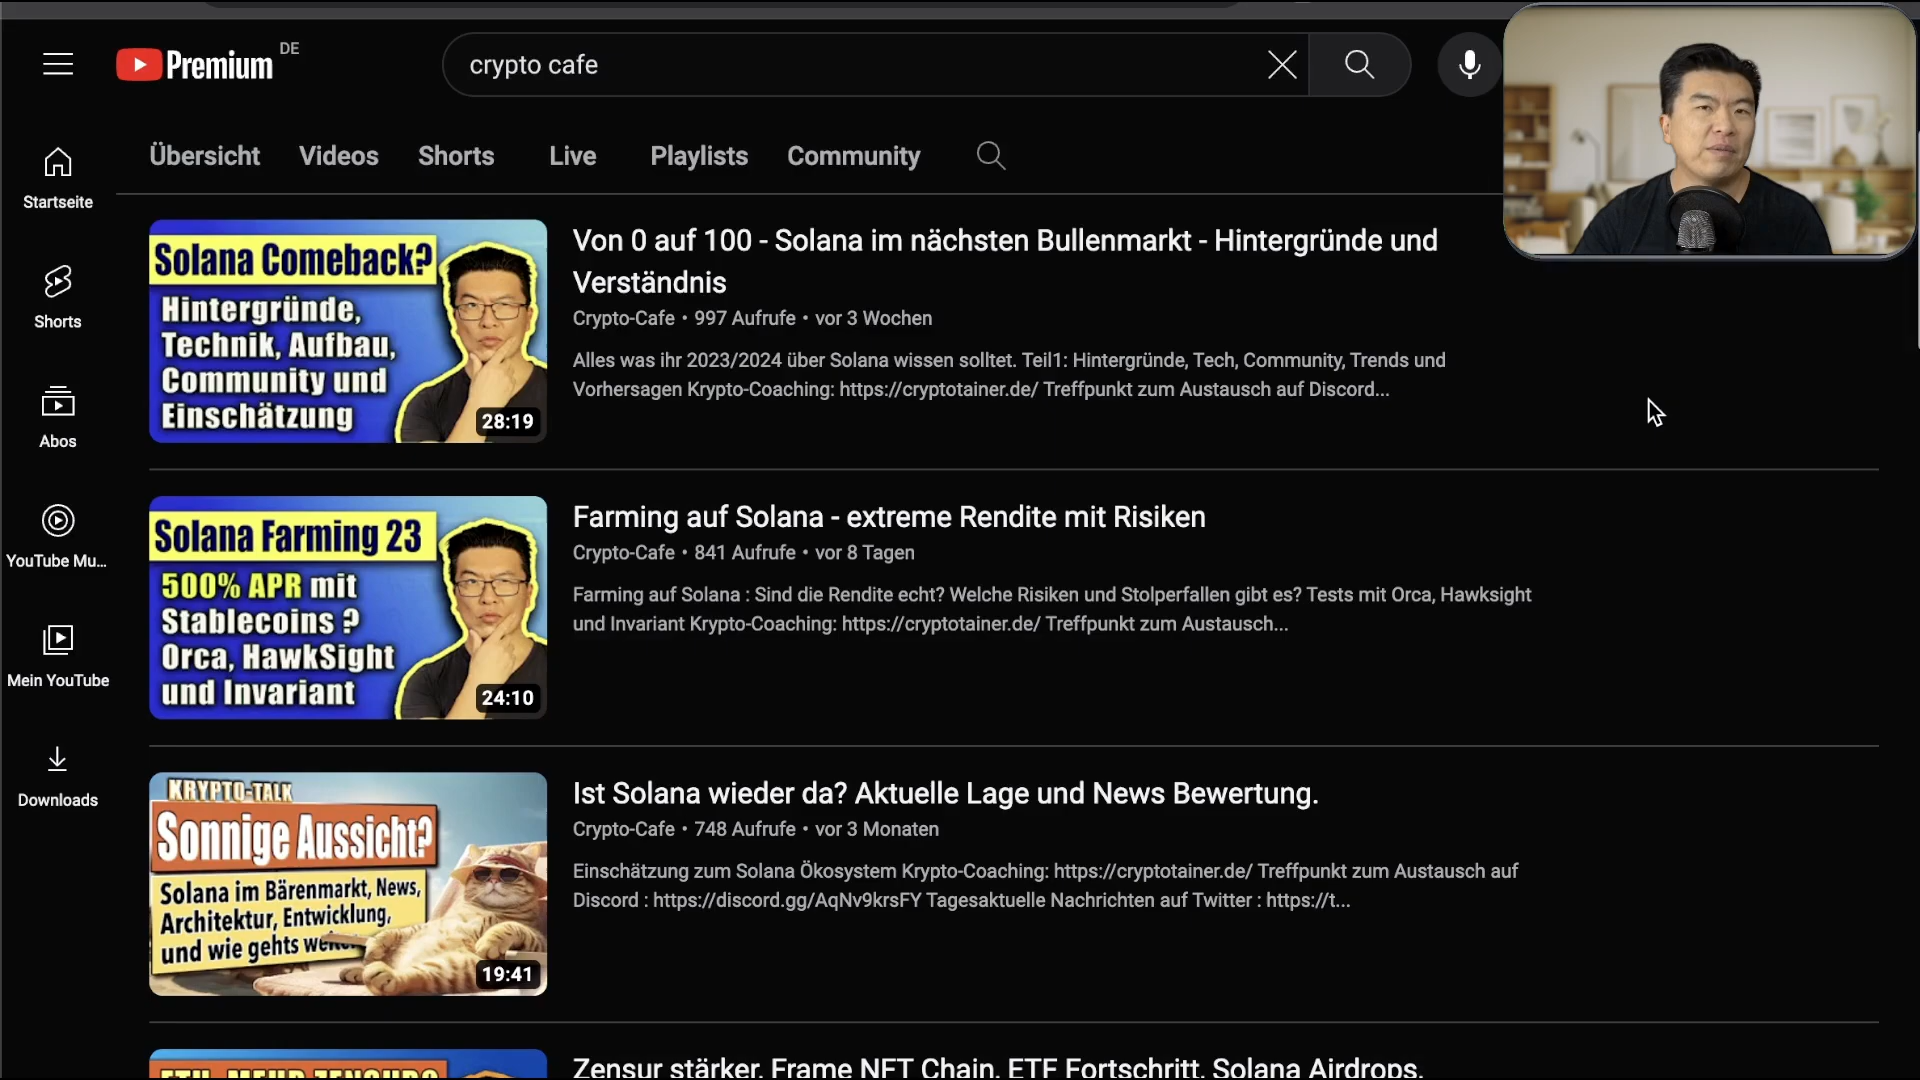 Premium DE
crypto cafe
Übersicht Videos Shorts Live Playlists Community
Startseite
Shorts
Abos
YouTube Mu...
Mein YouTube
Downloads
Solana Comeback?
Hintergründe,
Technik, Aufbau,
Community und
Einschätzung
28:19
Von 0 auf 100 - Solana im nächsten Bullenmarkt - Hintergründe und
Verständnis
Crypto-Cafe • 997 Aufrufe • vor 3 Wochen
Alles was ihr 2023/2024 über Solana wissen solltet. Teil1: Hintergründe, Tech, Community, Trends und
Vorhersagen Krypto-Coaching: https://cryptotainer.de/ Treffpunkt zum Austausch auf Discord...
Solana Farming 23
500% APR mit
Stablecoins ?
Orca, HawkSight
und Invariant
24:10
Farming auf Solana - extreme Rendite mit Risiken
Crypto-Cafe • 841 Aufrufe • vor 8 Tagen
Farming auf Solana : Sind die Rendite echt? Welche Risiken und Stolperfallen gibt es? Tests mit Orca, Hawksight
und Invariant Krypto-Coaching: https://cryptotainer.de/ Treffpunkt zum Austausch...
KRYPTO-TALK
Sonnige Aussicht?
Solana im Bärenmarkt, News,
Architektur, Entwicklung,
und wie gehts
19:41
Ist Solana wieder da? Aktuelle Lage und News Bewertung.
Crypto-Cafe • 748 Aufrufe • vor 3 Monaten
Einschätzung zum Solana Ökosystem Krypto-Coaching: https://cryptotainer.de/ Treffpunkt zum Austausch auf
Discord : https://discord.gg/AqNv9krsFY Tagesaktuelle Nachrichten auf Twitter : https://t...
Zensur stärker, Frame NFT Chain, ETF Fortschritt, Solana Airdrops.